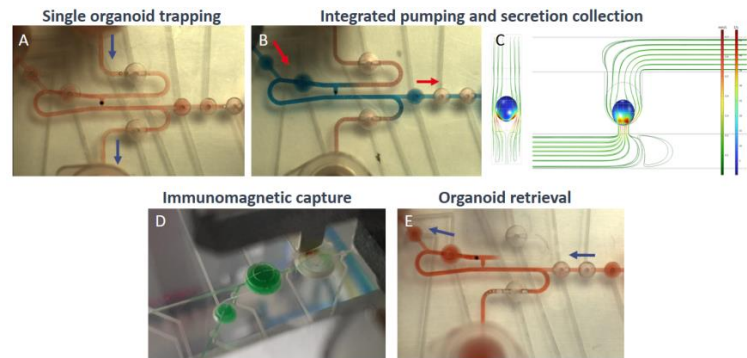 Single organoid trapping
Integrated pumping and secretion collection
A
B
C
Immunomagnetic capture
Organoid retrieval
D
E